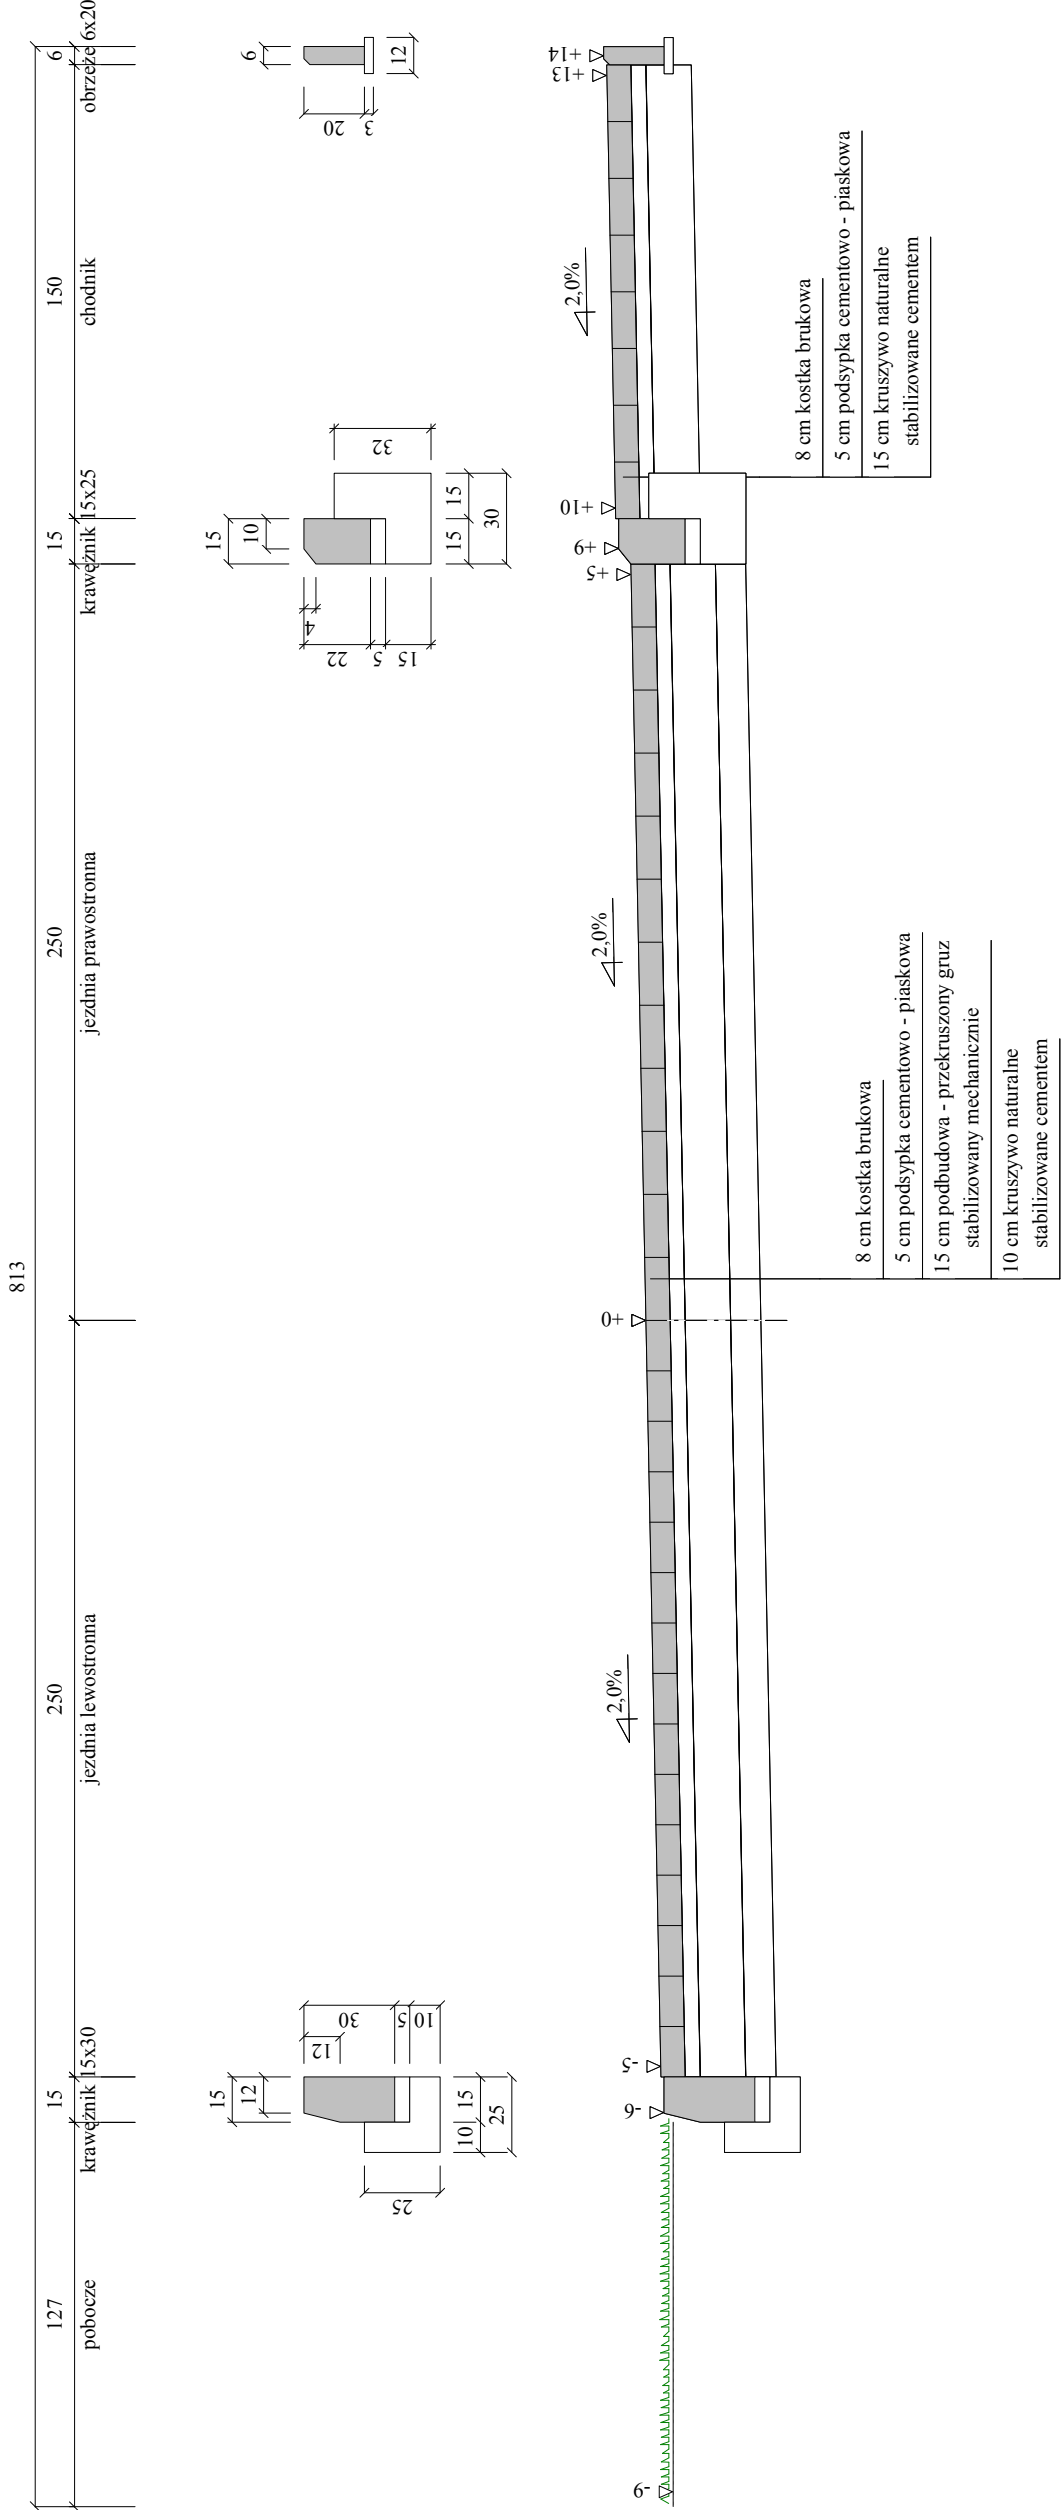 813
127
15
250
250
15
150
6
pobocze
krawężnik 15x30
jezdnia lewostronna
jezdnia prawostronna
krawężnik 15x25
chodnik
obrzeże 6x20
15
12
12
30
5
10
25
10
15
25
15
10
4
22
5
15
32
15
15
30
6
20
3
12
-9
-6
-5
2,0%
+0
2,0%
+5
+9
+10
2,0%
+13
+14
8 cm kostka brukowa
5 cm podsypka cementowo - piaskowa
15 cm podbudowa - przekruszony gruz
stabilizowany mechanicznie
10 cm kruszywo naturalne
stabilizowane cementem
8 cm kostka brukowa
5 cm podsypka cementowo - piaskowa
15 cm kruszywo naturalne
stabilizowane cementem